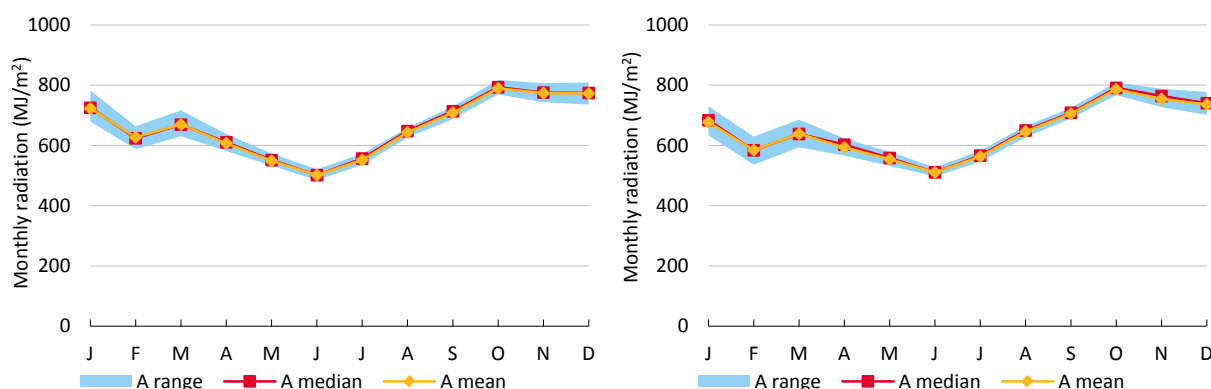 Monthly radiation (MJ/m²)
1000
800
600
400
200
0
J F M A M J J A S O N D
A range A median A mean
Monthly radiation (MJ/m²)
1000
800
600
400
200
0
J F M A M J J A S O N D
A range A median A mean